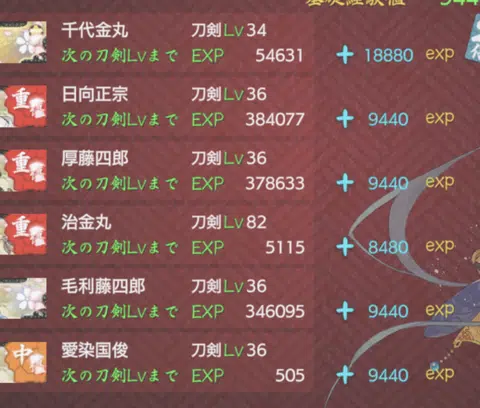 千代金丸 刀剣Lv34
次の刀剣Lvまで EXP 54631 + 18880 exp
重
日向正宗 刀剣Lv36
次の刀剣Lvまで EXP 384077 + 9440 exp
重
厚藤四郎 刀剣Lv36
次の刀剣Lvまで EXP 378633 + 9440 exp
重
治金丸 刀剣Lv82
次の刀剣Lvまで EXP 5115 + 8480 exp
毛利藤四郎 刀剣Lv36
次の刀剣Lvまで EXP 346095 + 9440 exp
中
愛染国俊 刀剣Lv36
次の刀剣Lvまで EXP 505 + 9440 exp